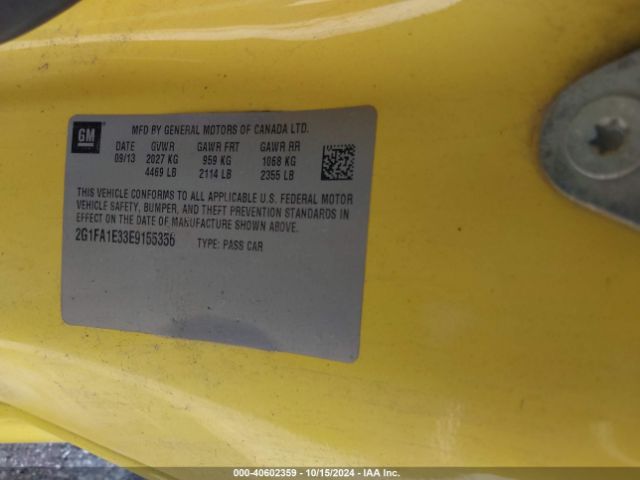 GM
MFD BY GENERAL MOTORS OF CANADA LTD.
DATE GVWR GAWR FRT GAWR RR
09/13 2027 KG 959 KG 1068 KG
4469 LB 2114 LB 2355 LB
THIS VEHICLE CONFORMS TO ALL APPLICABLE U.S. FEDERAL MOTOR
VEHICLE SAFETY, BUMPER, AND THEFT PREVENTION STANDARDS IN
EFFECT ON THE DATE OF MANUFACTURE SHOWN ABOVE.
2G1FA1E33E9155356 TYPE: PASS CAR
000-40602359 | 10/15/2024 - IAAI.com